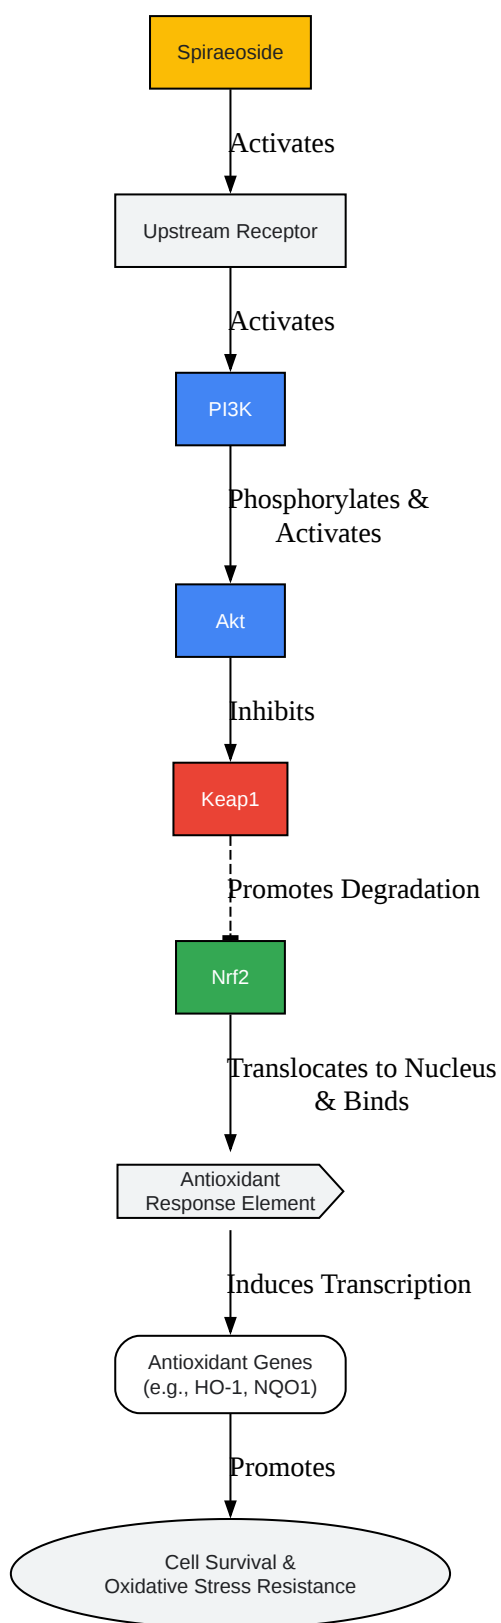 Spiraeoside
Activates
Upstream Receptor
Activates
PI3K
Phosphorylates &
Activates
Akt
Inhibits
Keap1
Promotes Degradation
Nrf2
Translocates to Nucleus
& Binds
Antioxidant
Response Element
Induces Transcription
Antioxidant Genes
(e.g., HO-1, NQO1)
Promotes
Cell Survival &
Oxidative Stress Resistance